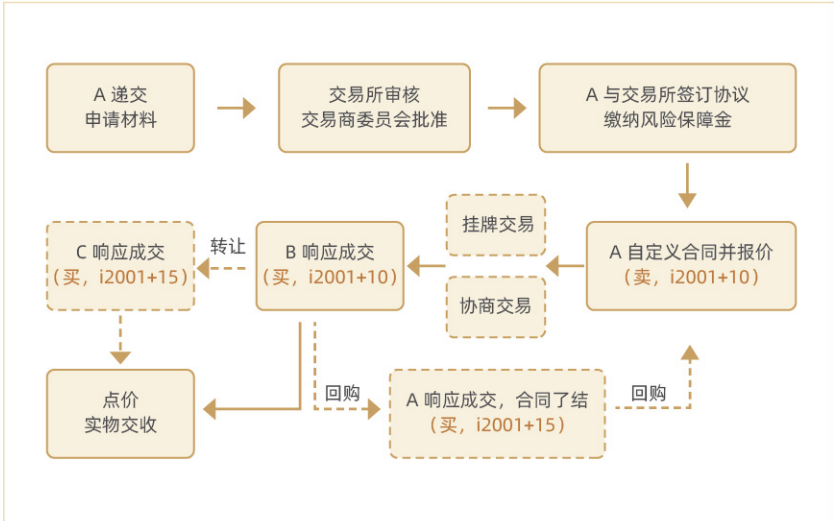 A 递交
申请材料
交易所审核
交易商委员会批准
A 与交易所签订协议
缴纳风险保障金
C 响应成交
(买，i2001+15)
转让
B 响应成交
(买，i2001+10)
挂牌交易
协商交易
A 自定义合同并报价
(卖，i2001+10)
点价
实物交收
回购
A 响应成交，合同了结
(买，i2001+15)
回购